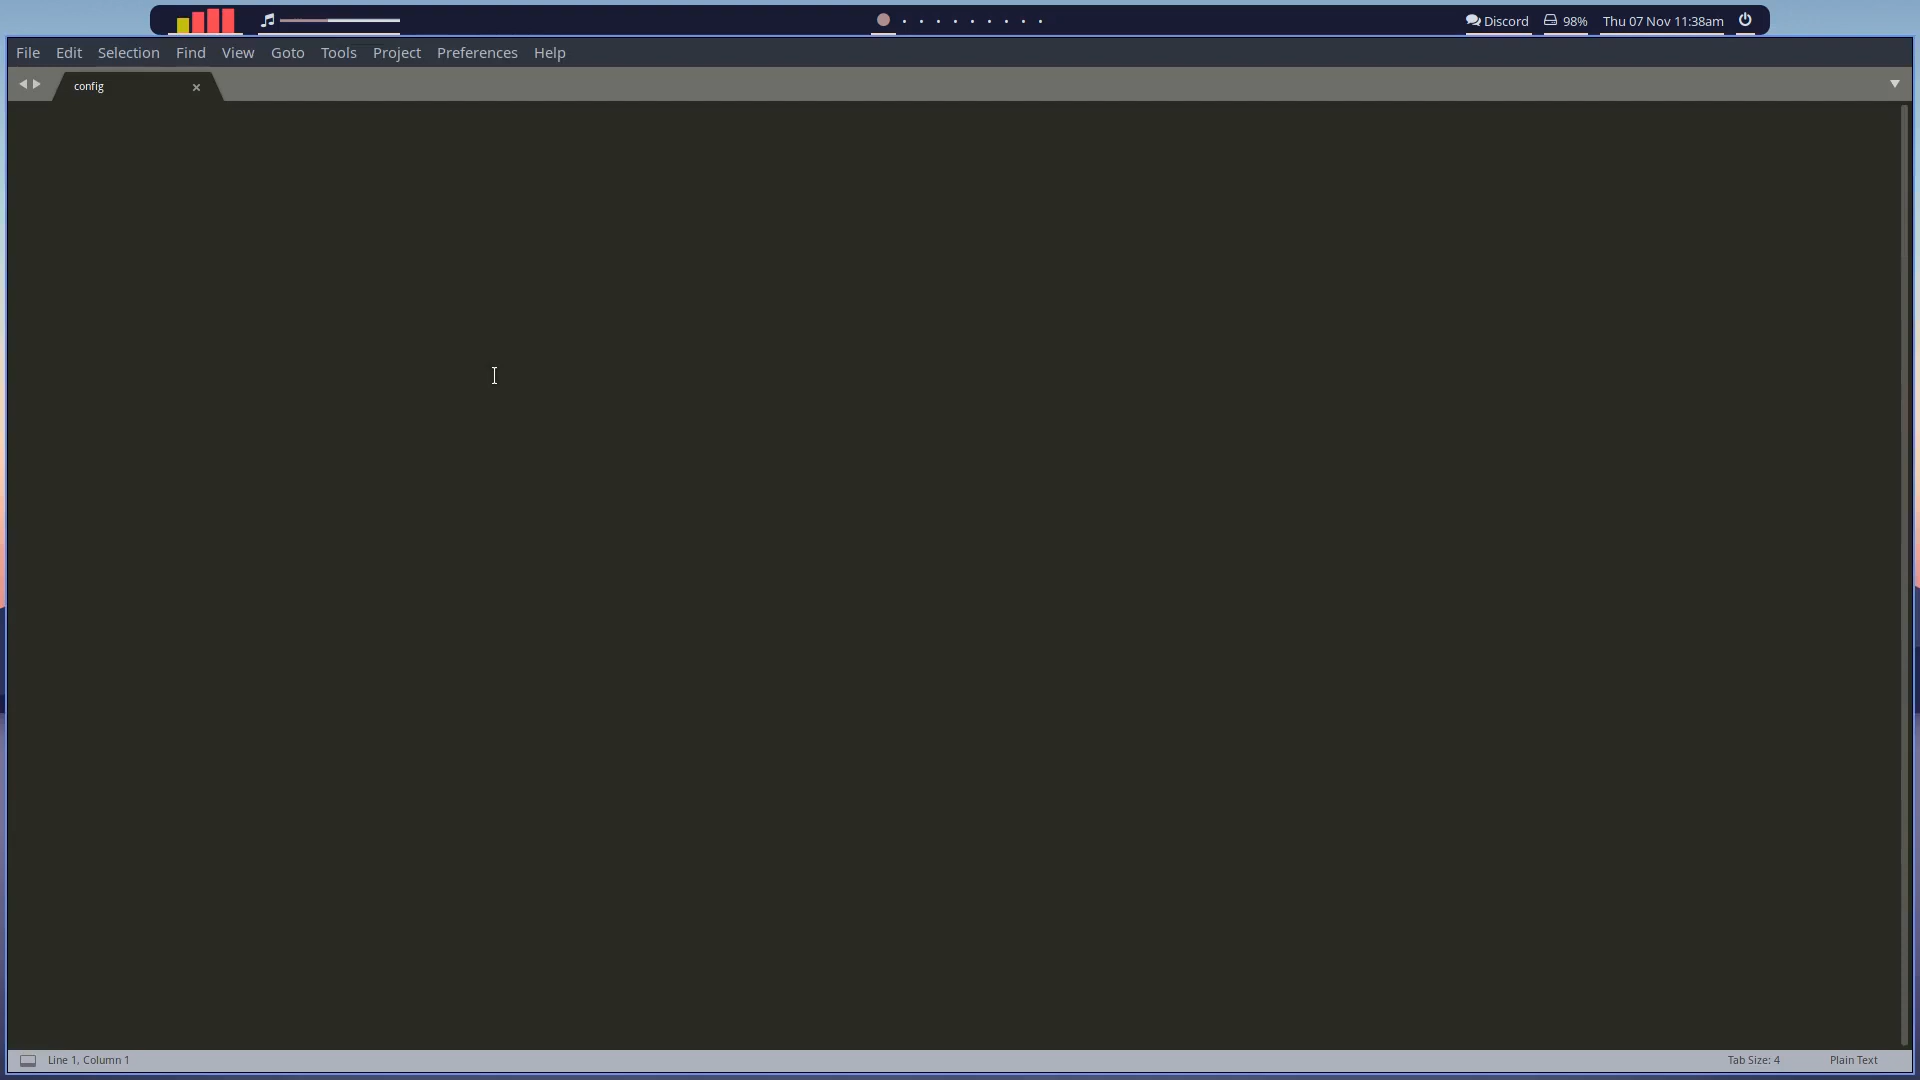 Discord 98% Thu 07 Nov 11:38am
File Edit Selection Find View Goto Tools Project Preferences Help
config
Line 1, Column 1 Tab Size: 4 Plain Text